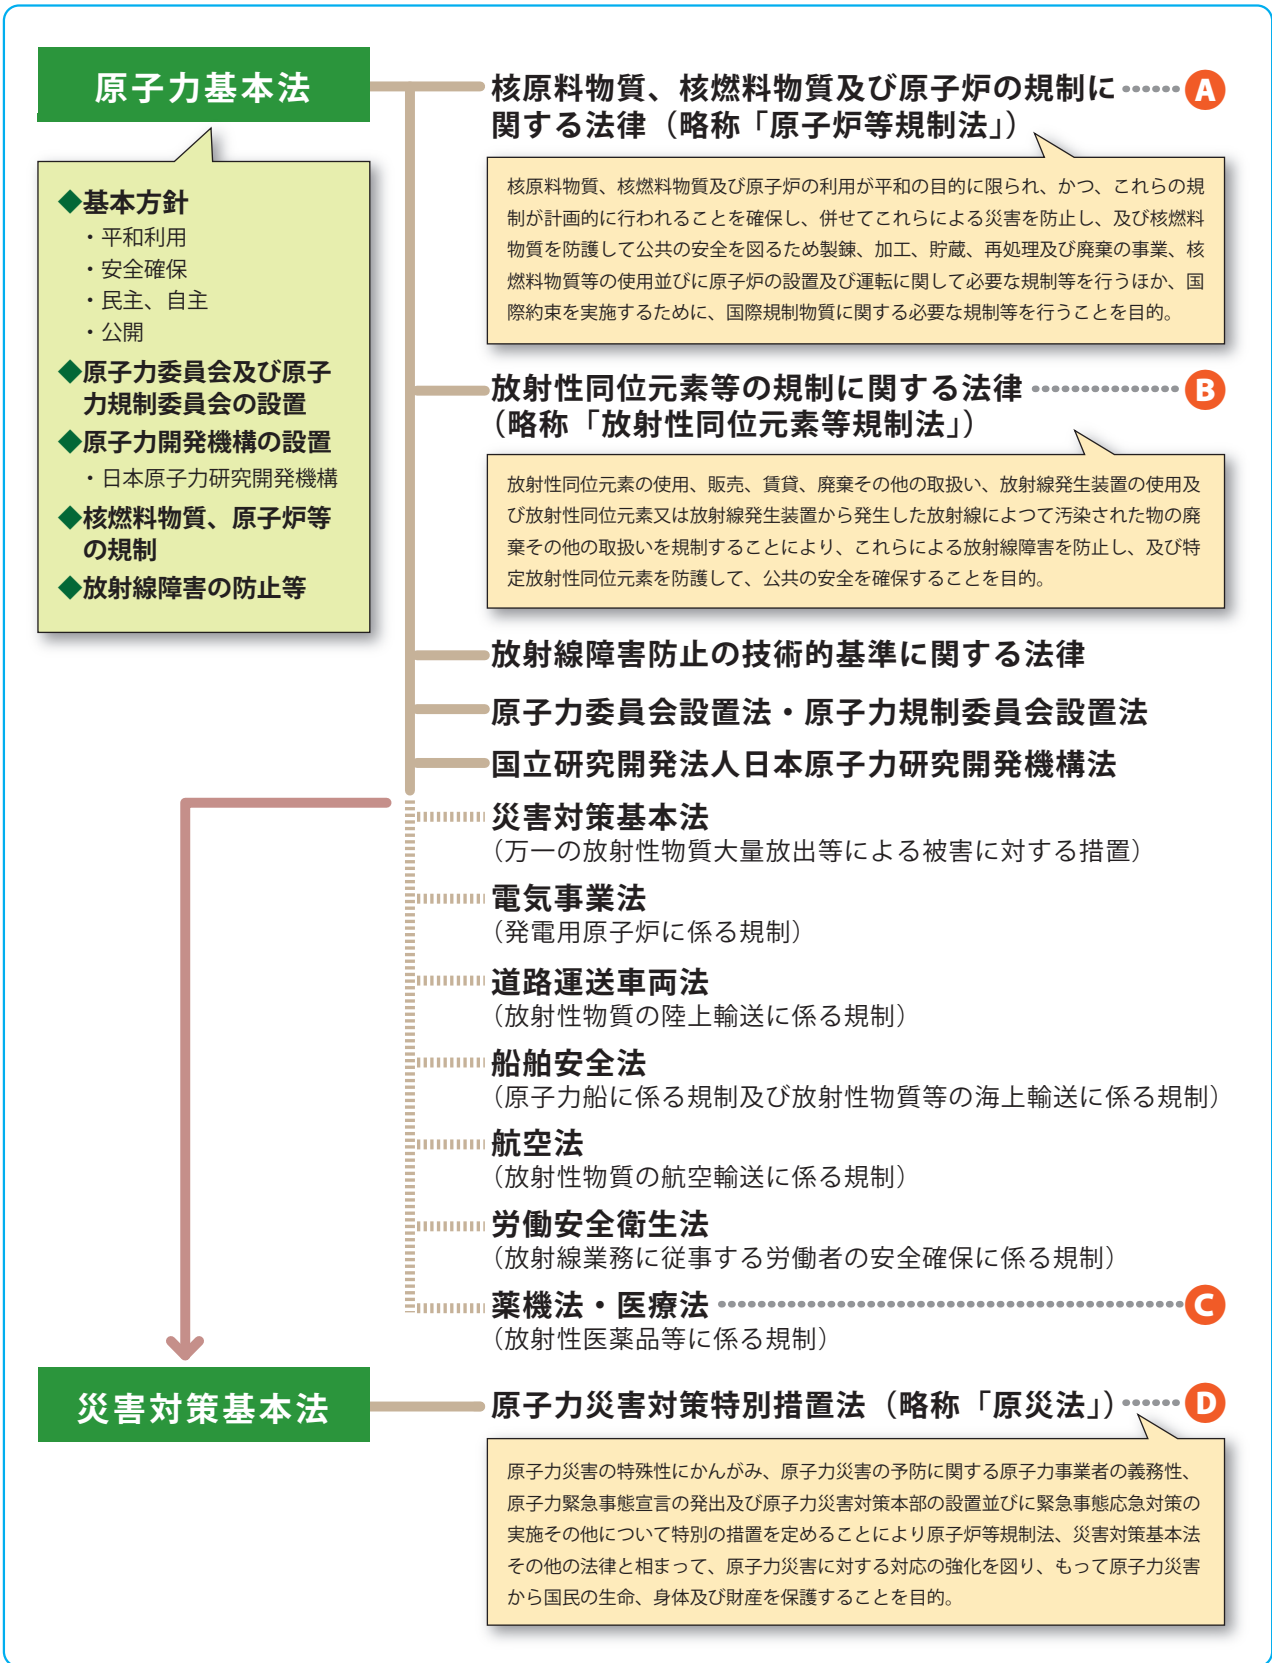 原子力基本法
◆基本方針
・平和利用
・安全確保
・民主、自主
・公開
◆原子力委員会及び原子
力規制委員会の設置
◆原子力開発機構の設置
・日本原子力研究開発機構
◆核燃料物質、原子炉等
の規制
◆放射線障害の防止等
核原料物質、核燃料物質及び原子炉の規制に
関する法律（略称「原子炉等規制法」）
A
核原料物質、核燃料物質及び原子炉の利用が平和の目的に限られ、かつ、これらの規
制が計画的に行われることを確保し、併せてこれらによる災害を防止し、及び核燃料
物質を防護して公共の安全を図るため製錬、加工、貯蔵、再処理及び廃棄の事業、核
燃料物質等の使用並びに原子炉の設置及び運転に関して必要な規制等を行うほか、国
際約束を実施するために、国際規制物質に関する必要な規制等を行うことを目的。
放射性同位元素等の規制に関する法律
（略称「放射性同位元素等規制法」）
B
放射性同位元素の使用、販売、賃貸、廃棄その他の取扱い、放射線発生装置の使用及
び放射性同位元素又は放射線発生装置から発生した放射線によつて汚染された物の廃
棄その他の取扱いを規制することにより、これらによる放射線障害を防止し、及び特
定放射性同位元素を防護して、公共の安全を確保することを目的。
放射線障害防止の技術的基準に関する法律
原子力委員会設置法・原子力規制委員会設置法
国立研究開発法人日本原子力研究開発機構法
災害対策基本法
（万一の放射性物質大量放出等による被害に対する措置）
電気事業法
（発電用原子炉に係る規制）
道路運送車両法
（放射性物質の陸上輸送に係る規制）
船舶安全法
（原子力船に係る規制及び放射性物質等の海上輸送に係る規制）
航空法
（放射性物質の航空輸送に係る規制）
労働安全衛生法
（放射線業務に従事する労働者の安全確保に係る規制）
薬機法・医療法
C
（放射性医薬品等に係る規制）
災害対策基本法
原子力災害対策特別措置法（略称「原災法」）
D
原子力災害の特殊性にかんがみ、原子力災害の予防に関する原子力事業者の義務性、
原子力緊急事態宣言の発出及び原子力災害対策本部の設置並びに緊急事態応急対策の
実施その他について特別の措置を定めることにより原子炉等規制法、災害対策基本法
その他の法律と相まって、原子力災害に対する対応の強化を図り、もって原子力災害
から国民の生命、身体及び財産を保護することを目的。